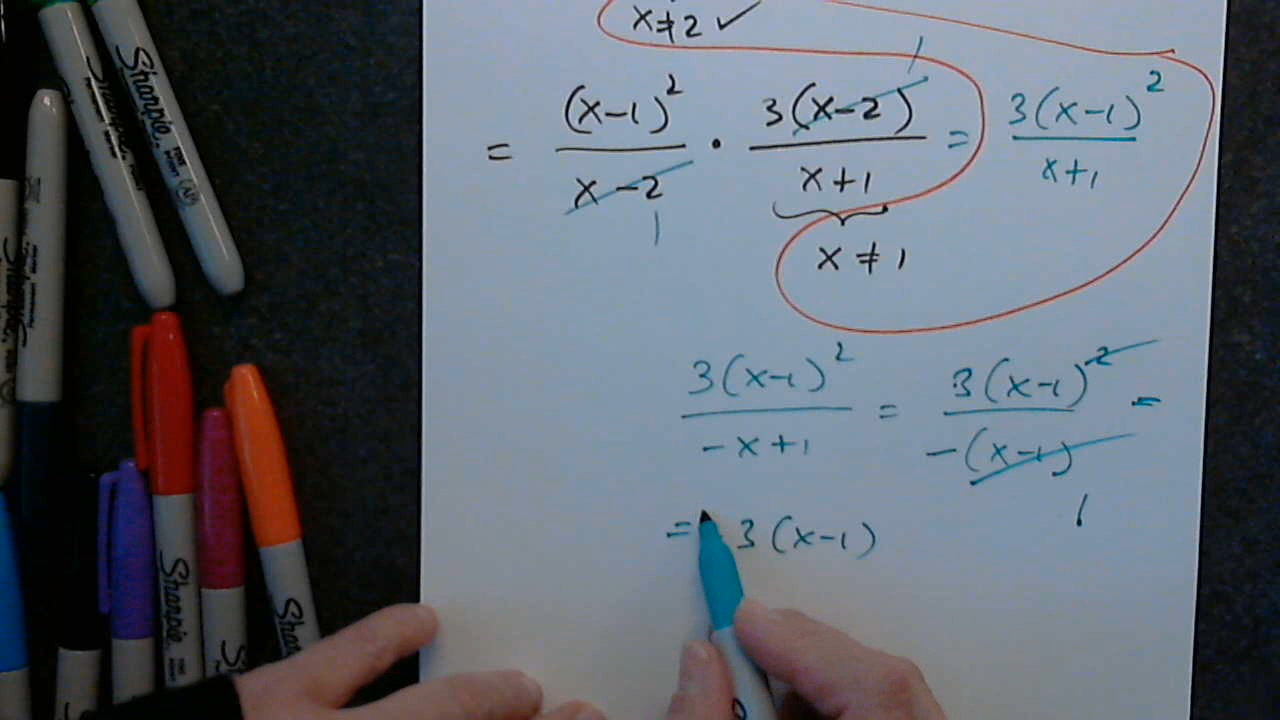 x≠2 ✓
= (x-1)² / x-2 · 3(x-2) / x+1 = 3(x-1)² / x+1
1 1
x ≠ 1
3(x-1)² / -x+1 = 3(x-1)² / -(x-1) =
1
= 3(x-1)
Sharpie
Sharpie
Sharpie